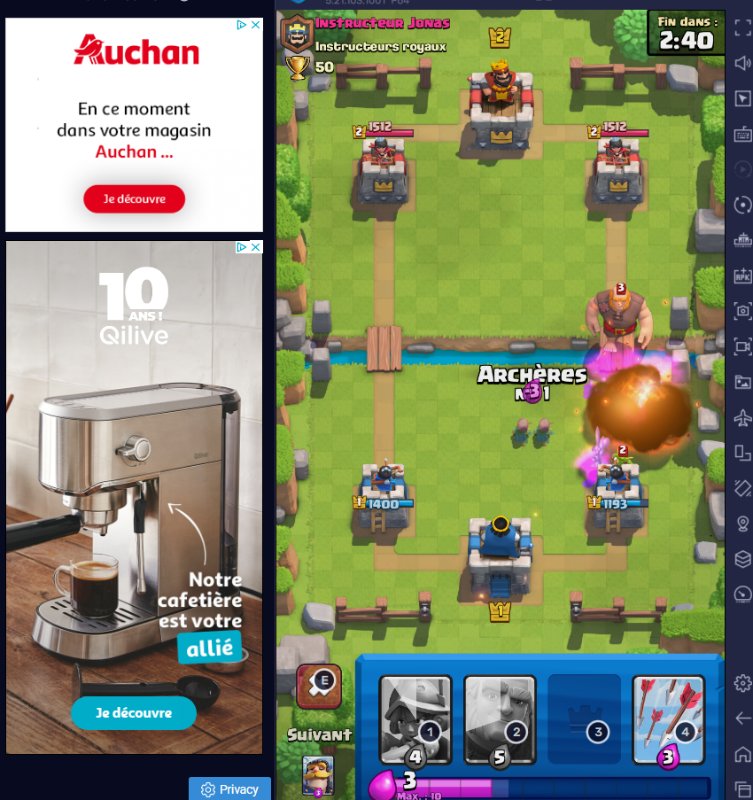 Auchan
En ce moment
dans votre magasin
Auchan ...
Je découvre
10
ANS !
Qilive
Notre
cafetière
est votre
allié
Je découvre
Privacy
Instructeur Jonas
Instructeurs royaux
50
2
Fin dans :
2:40
2 1512
2 1512
3
Archères
3
2
1 1400
1 1193
1
E
Suivant
1
4
2
5
3
4
3
3
3
Max. : 10